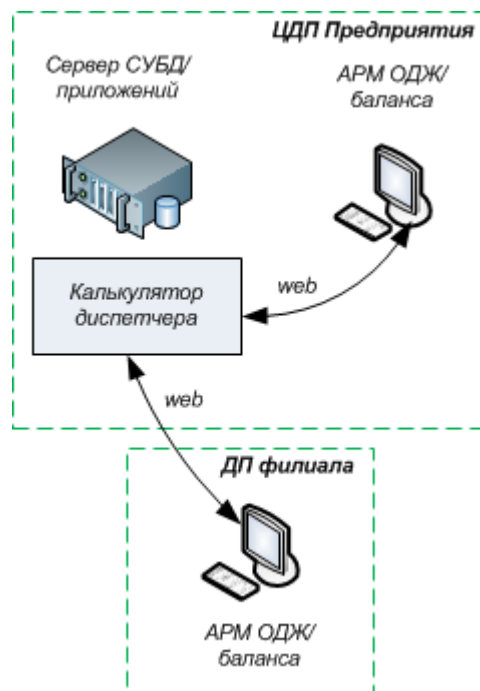 ЦДП Предприятия
Сервер СУБД/
приложений
АРМ ОДЖ/
баланса
Калькулятор
диспетчера
web
web
ДП филиала
АРМ ОДЖ/
баланса